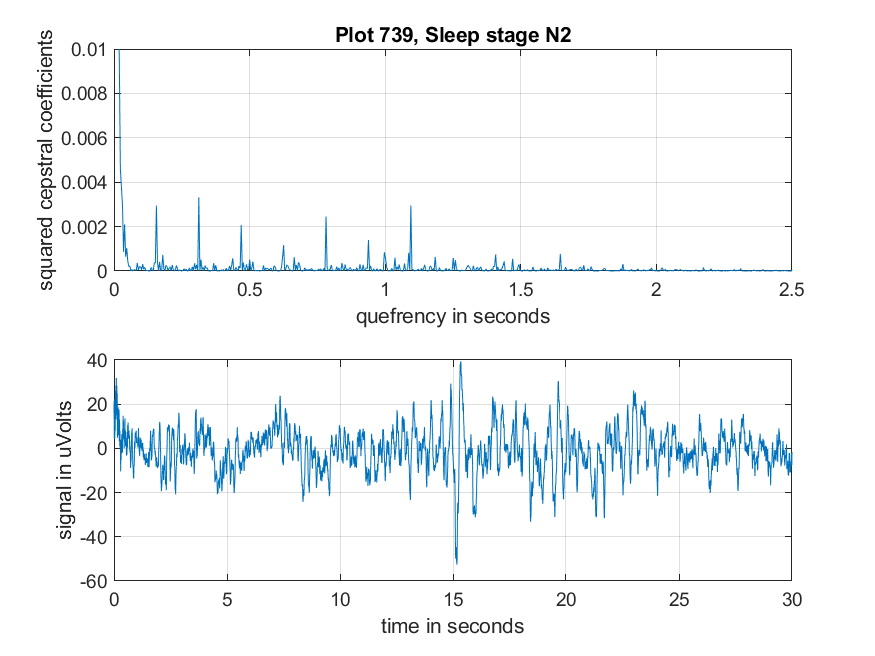 Plot 739, Sleep stage N2
squared cepstral coefficients
0.01
0.008
0.006
0.004
0.002
0
0 0.5 1 1.5 2 2.5
quefrency in seconds
signal in uVolts
40
20
0
-20
-40
-60
0 5 10 15 20 25 30
time in seconds